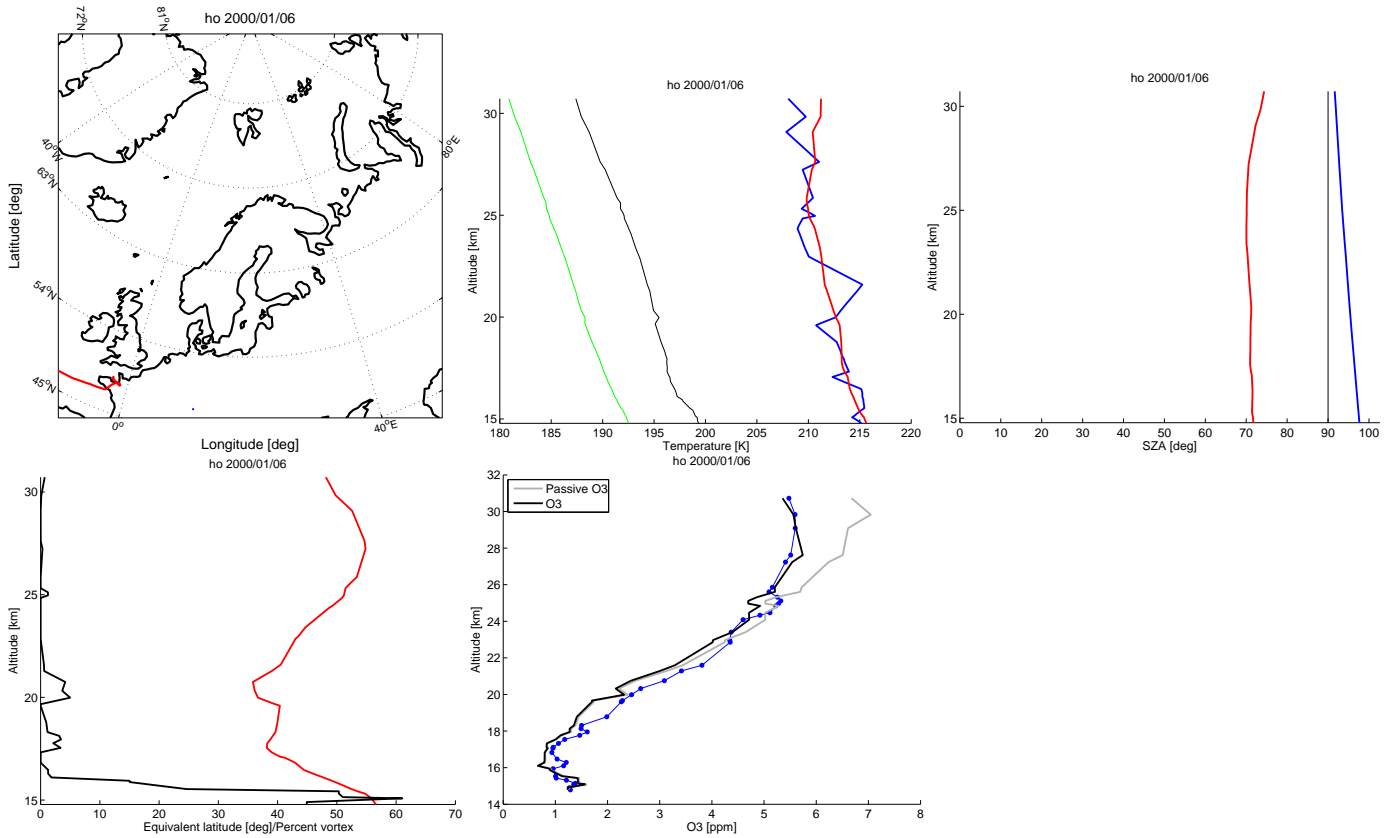 ho 2000/01/06
72°N
81°N
40°W
63°N
54°N
45°N
0°
40°E
80°E
Latitude [deg]
Longitude [deg]
ho 2000/01/06
30
25
20
15
Altitude [km]
180 185 190 195 200 205 210 215 220
Temperature [K]
ho 2000/01/06
30
25
20
15
Altitude [km]
0 10 20 30 40 50 60 70 80 90 100
SZA [deg]
ho 2000/01/06
30
25
20
15
Altitude [km]
0 10 20 30 40 50 60 70
Equivalent latitude [deg]/Percent vortex
ho 2000/01/06
Passive O3
O3
32
30
28
26
24
22
20
18
16
14
Altitude [km]
0 1 2 3 4 5 6 7 8
O3 [ppm]